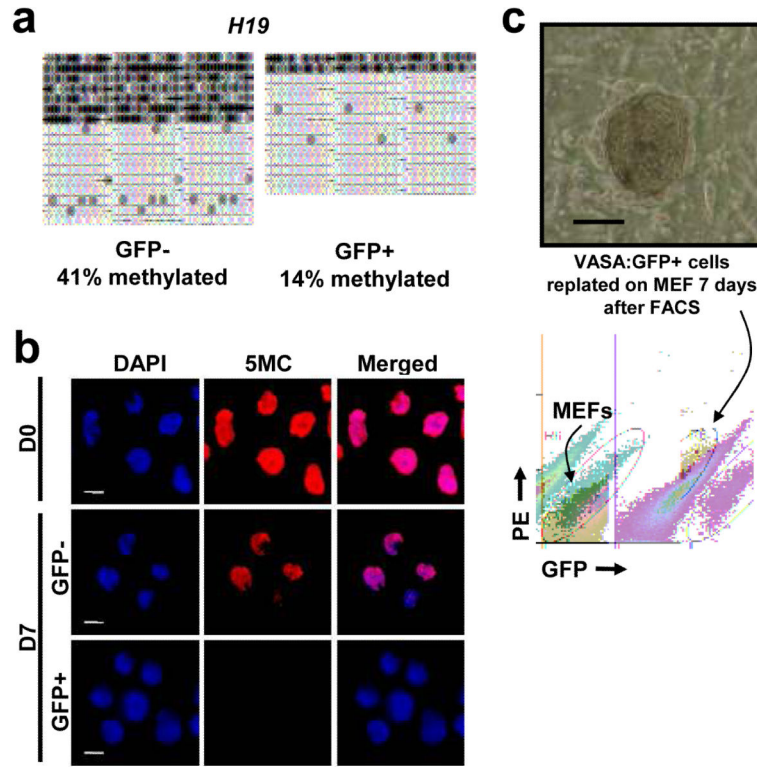 a
H19
GFP-
41% methylated
GFP+
14% methylated
b
DAPI
5MC
Merged
D0
D7
GFP-
GFP+
c
VASA:GFP+ cells
replated on MEF 7 days
after FACS
MEFs
PE
GFP